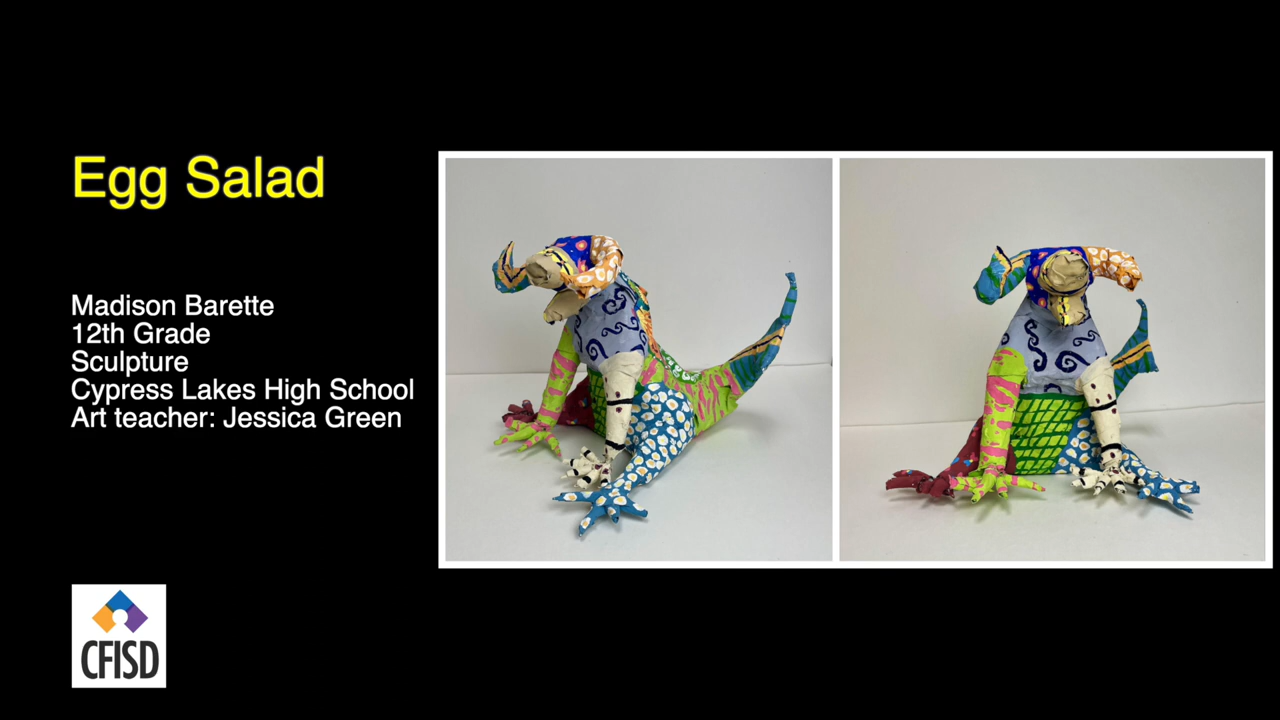 Egg Salad
Madison Barette
12th Grade
Sculpture
Cypress Lakes High School
Art teacher: Jessica Green
CFISD